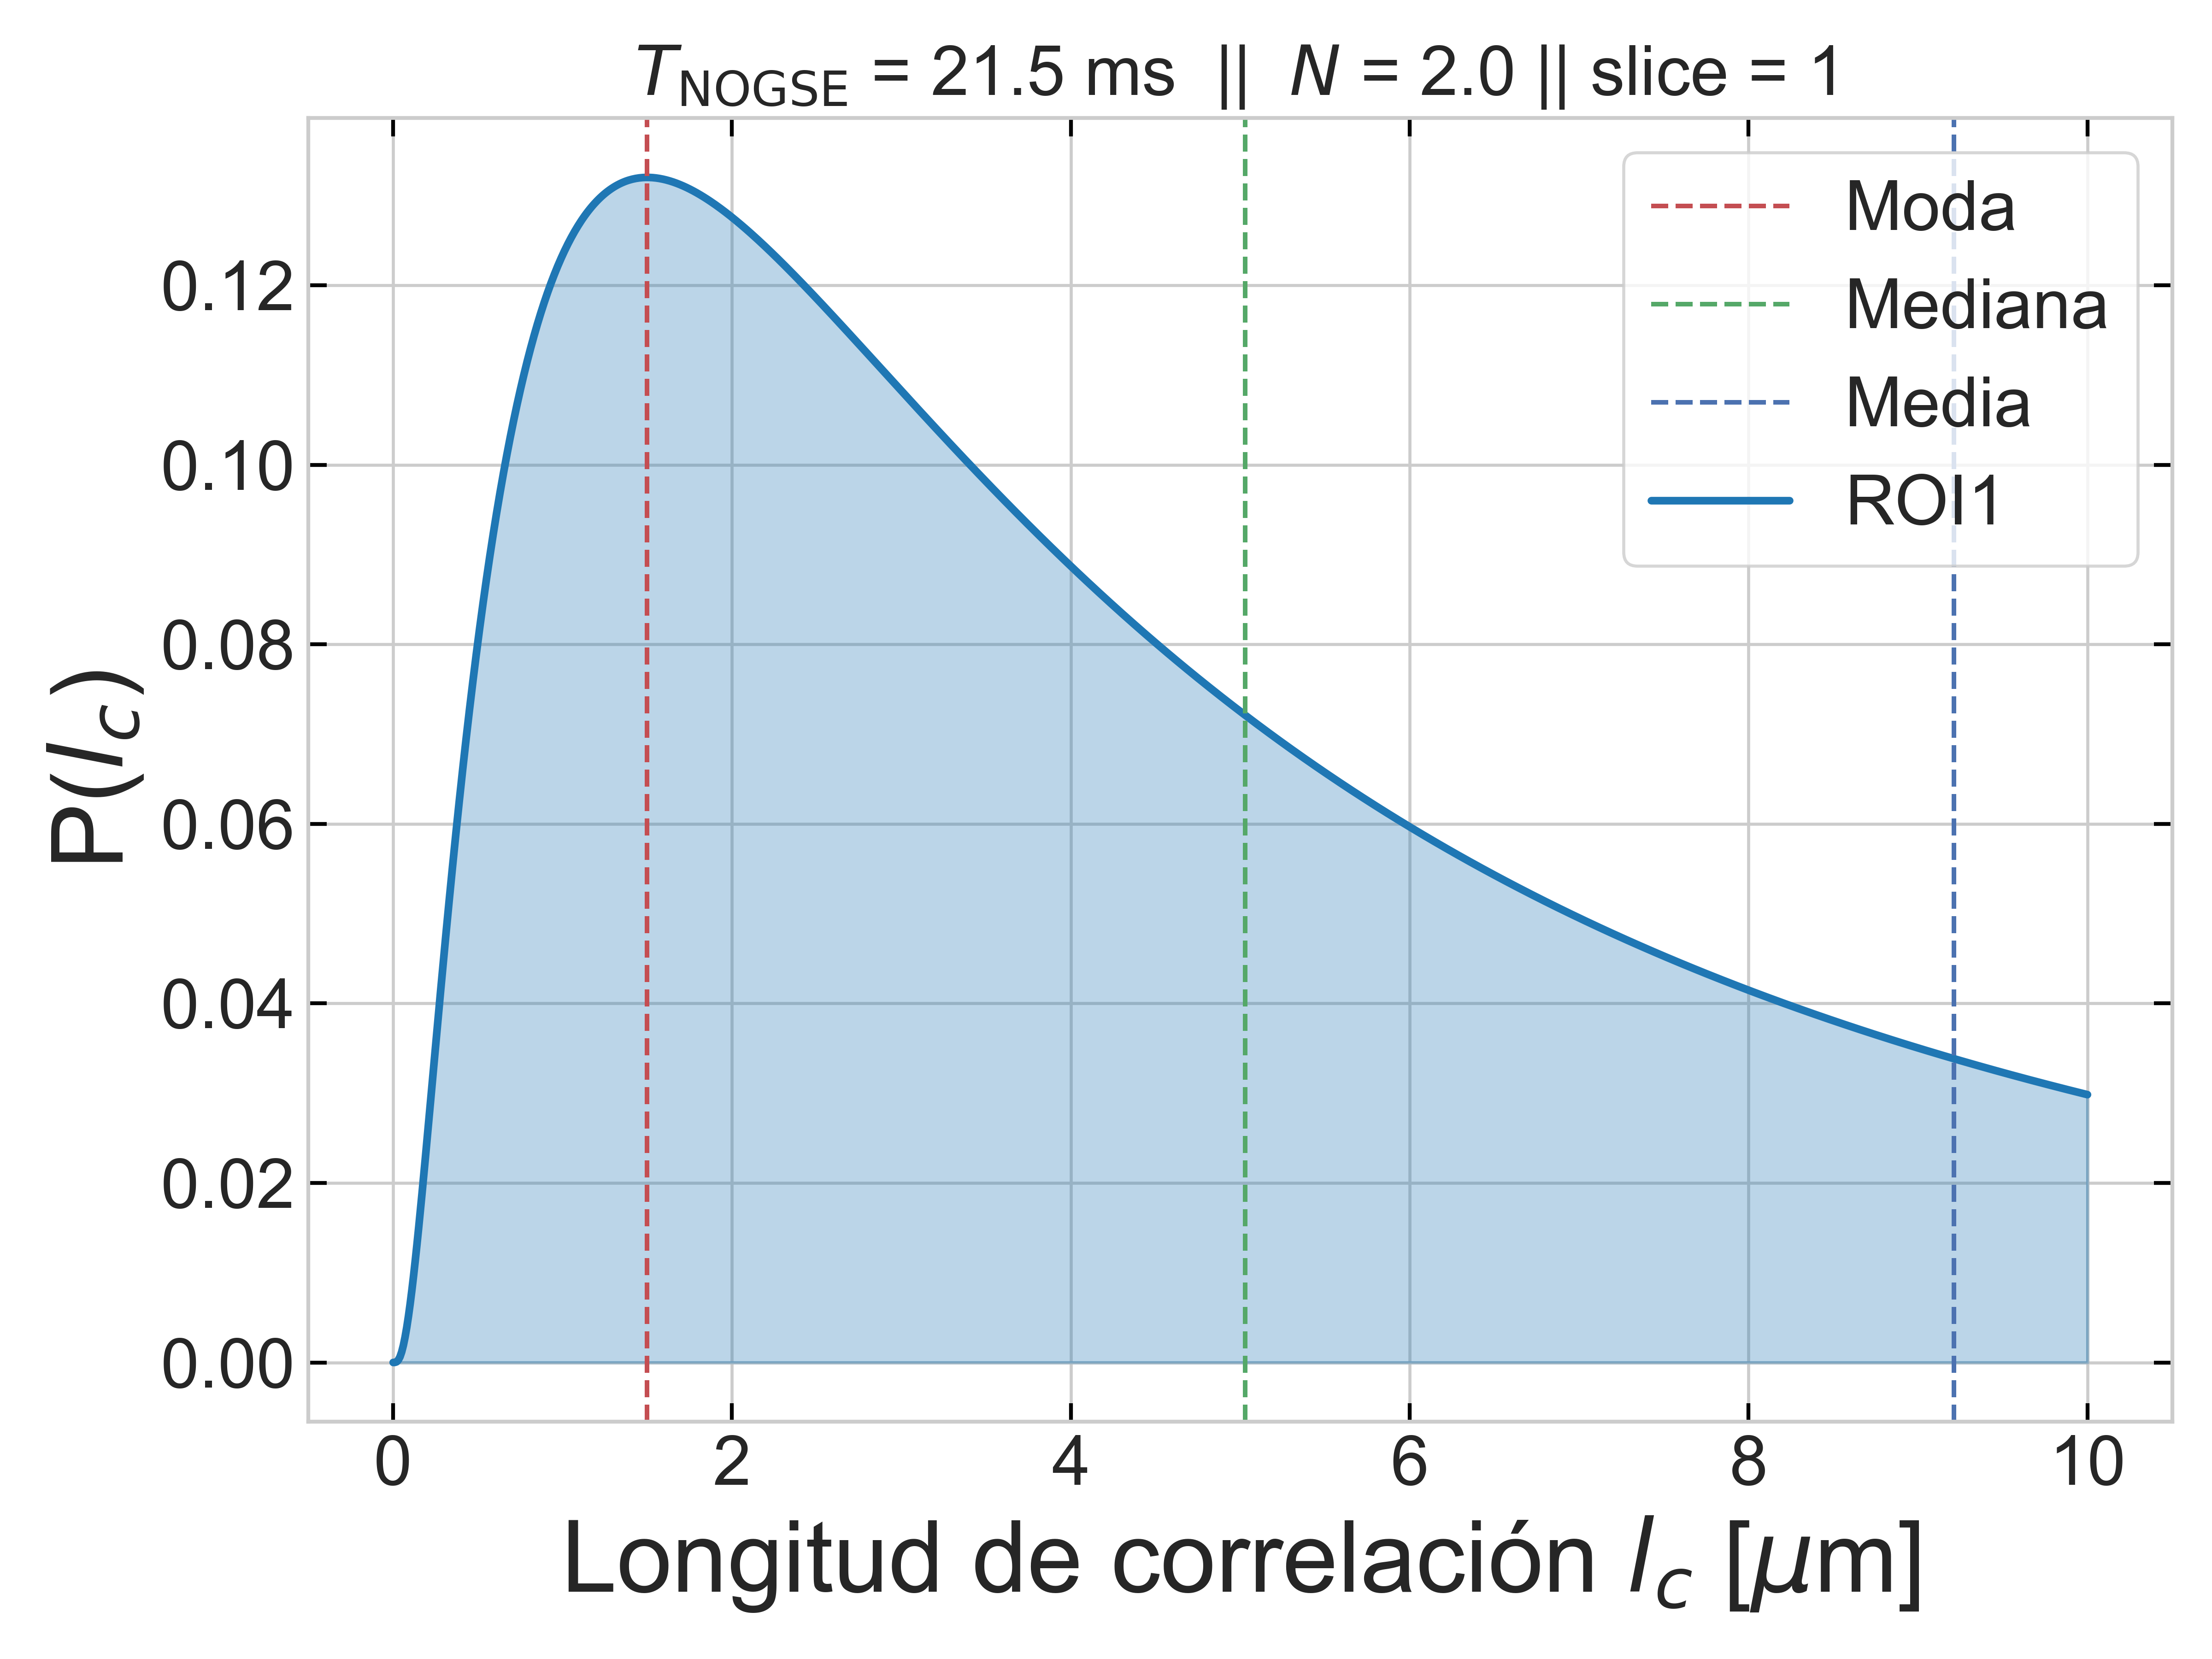 T_NOGSE = 21.5 ms || N = 2.0 || slice = 1
Moda
Mediana
Media
ROI1
P(l_c)
0.12
0.10
0.08
0.06
0.04
0.02
0.00
0 2 4 6 8 10
Longitud de correlación l_c [μm]